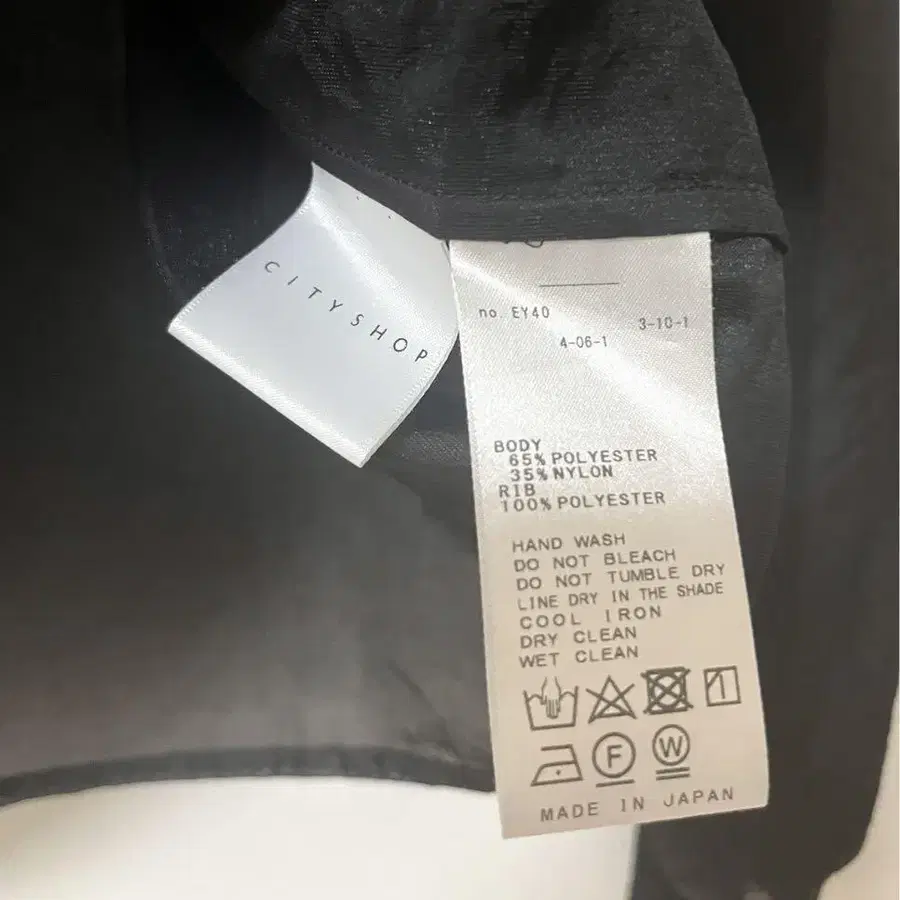 CITYSHOP
no. EY40
3-10-1
4-06-1
BODY
65% POLYESTER
35% NYLON
RIB
100% POLYESTER
HAND WASH
DO NOT BLEACH
DO NOT TUMBLE DRY
LINE DRY IN THE SHADE
COOL IRON
DRY CLEAN
WET CLEAN
F W
MADE IN JAPAN